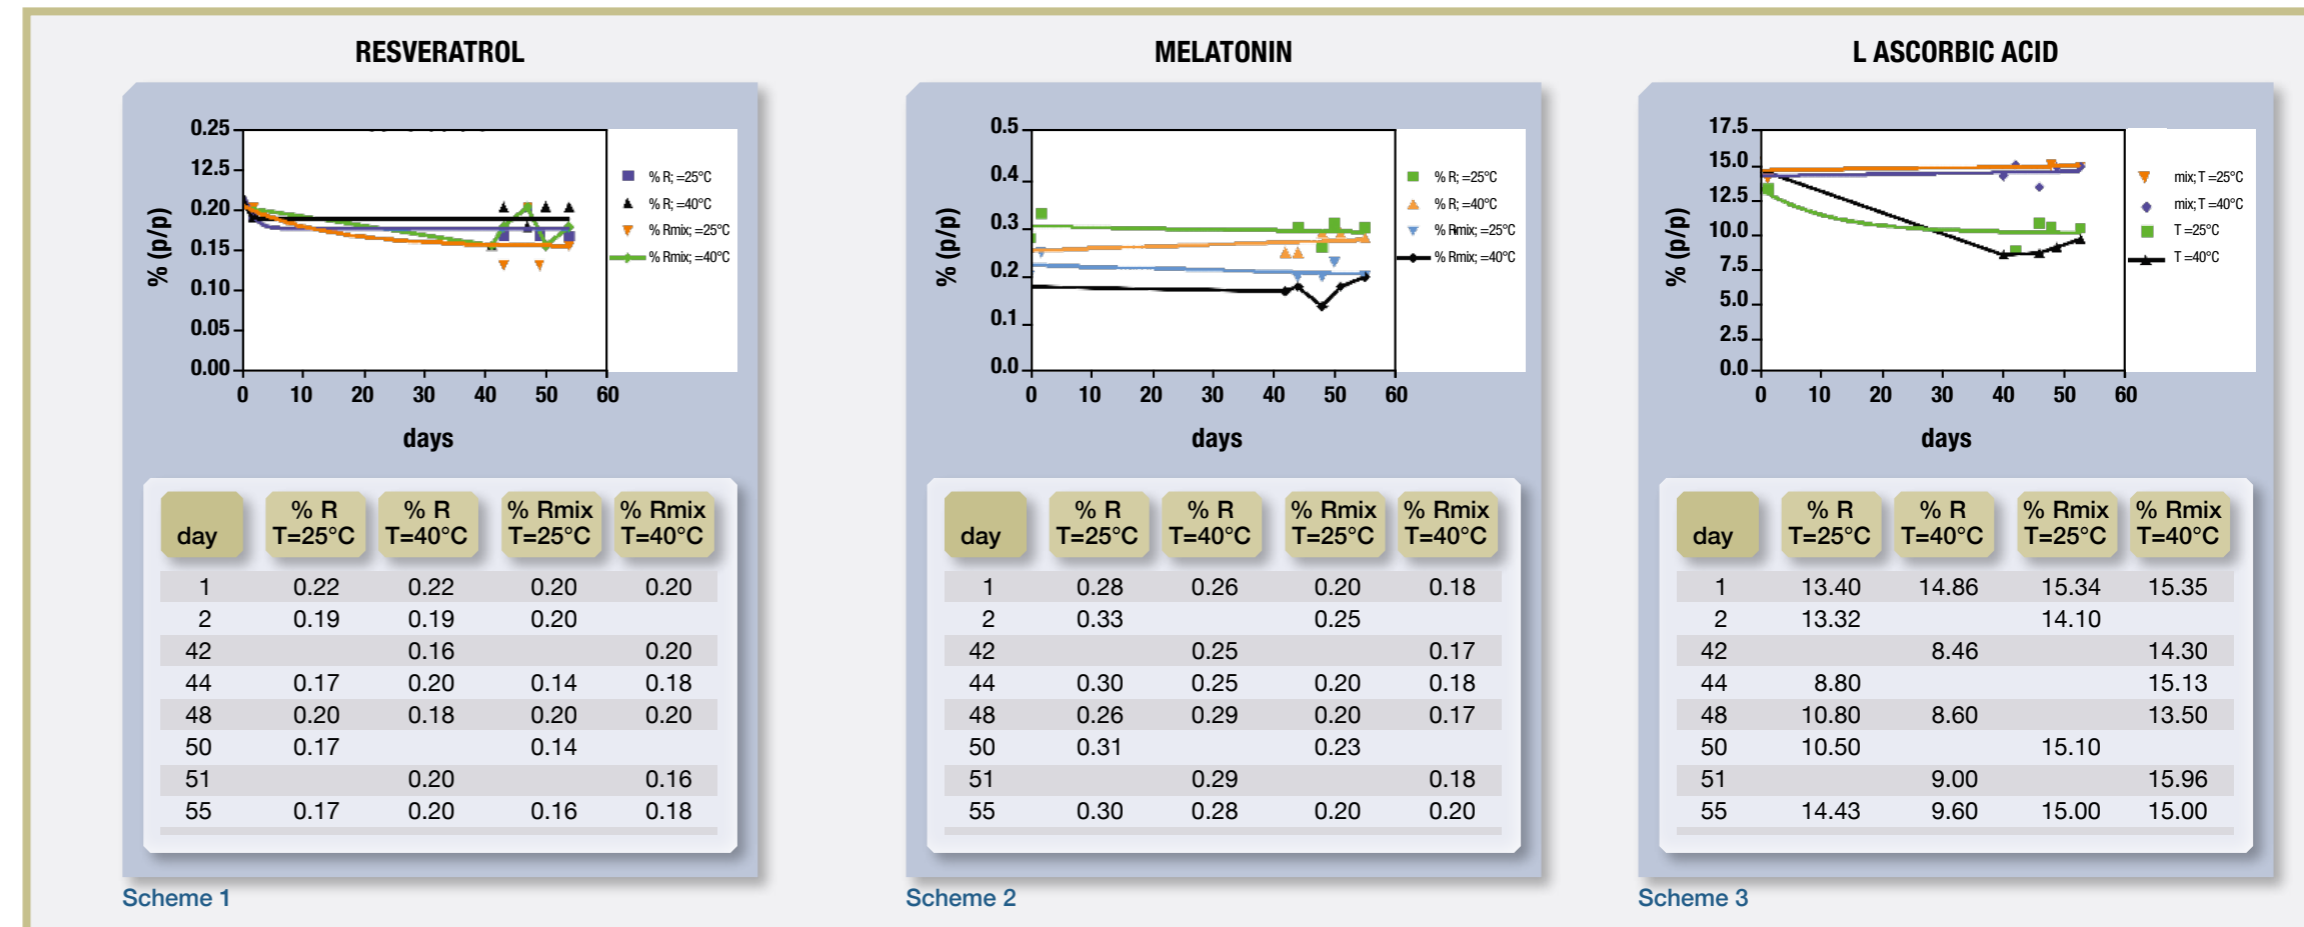 RESVERATROL
0.25
12.5
0.20
0.15
0.10
0.05
0.00
% (p/p)
0 10 20 30 40 50 60
days
% R; =25°C
% R; =40°C
% Rmix; =25°C
% Rmix; =40°C
day % R T=25°C % R T=40°C % Rmix T=25°C % Rmix T=40°C
1 0.22 0.22 0.20 0.20
2 0.19 0.19 0.20
42 0.16 0.20
44 0.17 0.20 0.14 0.18
48 0.20 0.18 0.20 0.20
50 0.17 0.14
51 0.20 0.16
55 0.17 0.20 0.16 0.18
Scheme 1
MELATONIN
0.5
0.4
0.3
0.2
0.1
0.0
% (p/p)
0 10 20 30 40 50 60
days
% R; =25°C
% R; =40°C
% Rmix; =25°C
% Rmix; =40°C
day % R T=25°C % R T=40°C % Rmix T=25°C % Rmix T=40°C
1 0.28 0.26 0.20 0.18
2 0.33 0.25
42 0.25 0.17
44 0.30 0.25 0.20 0.18
48 0.26 0.29 0.20 0.17
50 0.31 0.23
51 0.29 0.18
55 0.30 0.28 0.20 0.20
Scheme 2
L ASCORBIC ACID
17.5
15.0
12.5
10.0
7.5
5.0
2.5
0.0
% (p/p)
0 10 20 30 40 50 60
days
mix; T =25°C
mix; T =40°C
T =25°C
T =40°C
day % R T=25°C % R T=40°C % Rmix T=25°C % Rmix T=40°C
1 13.40 14.86 15.34 15.35
2 13.32 14.10
42 8.46 14.30
44 8.80 15.13
48 10.80 8.60 13.50
50 10.50 15.10
51 9.00 15.96
55 14.43 9.60 15.00 15.00
Scheme 3